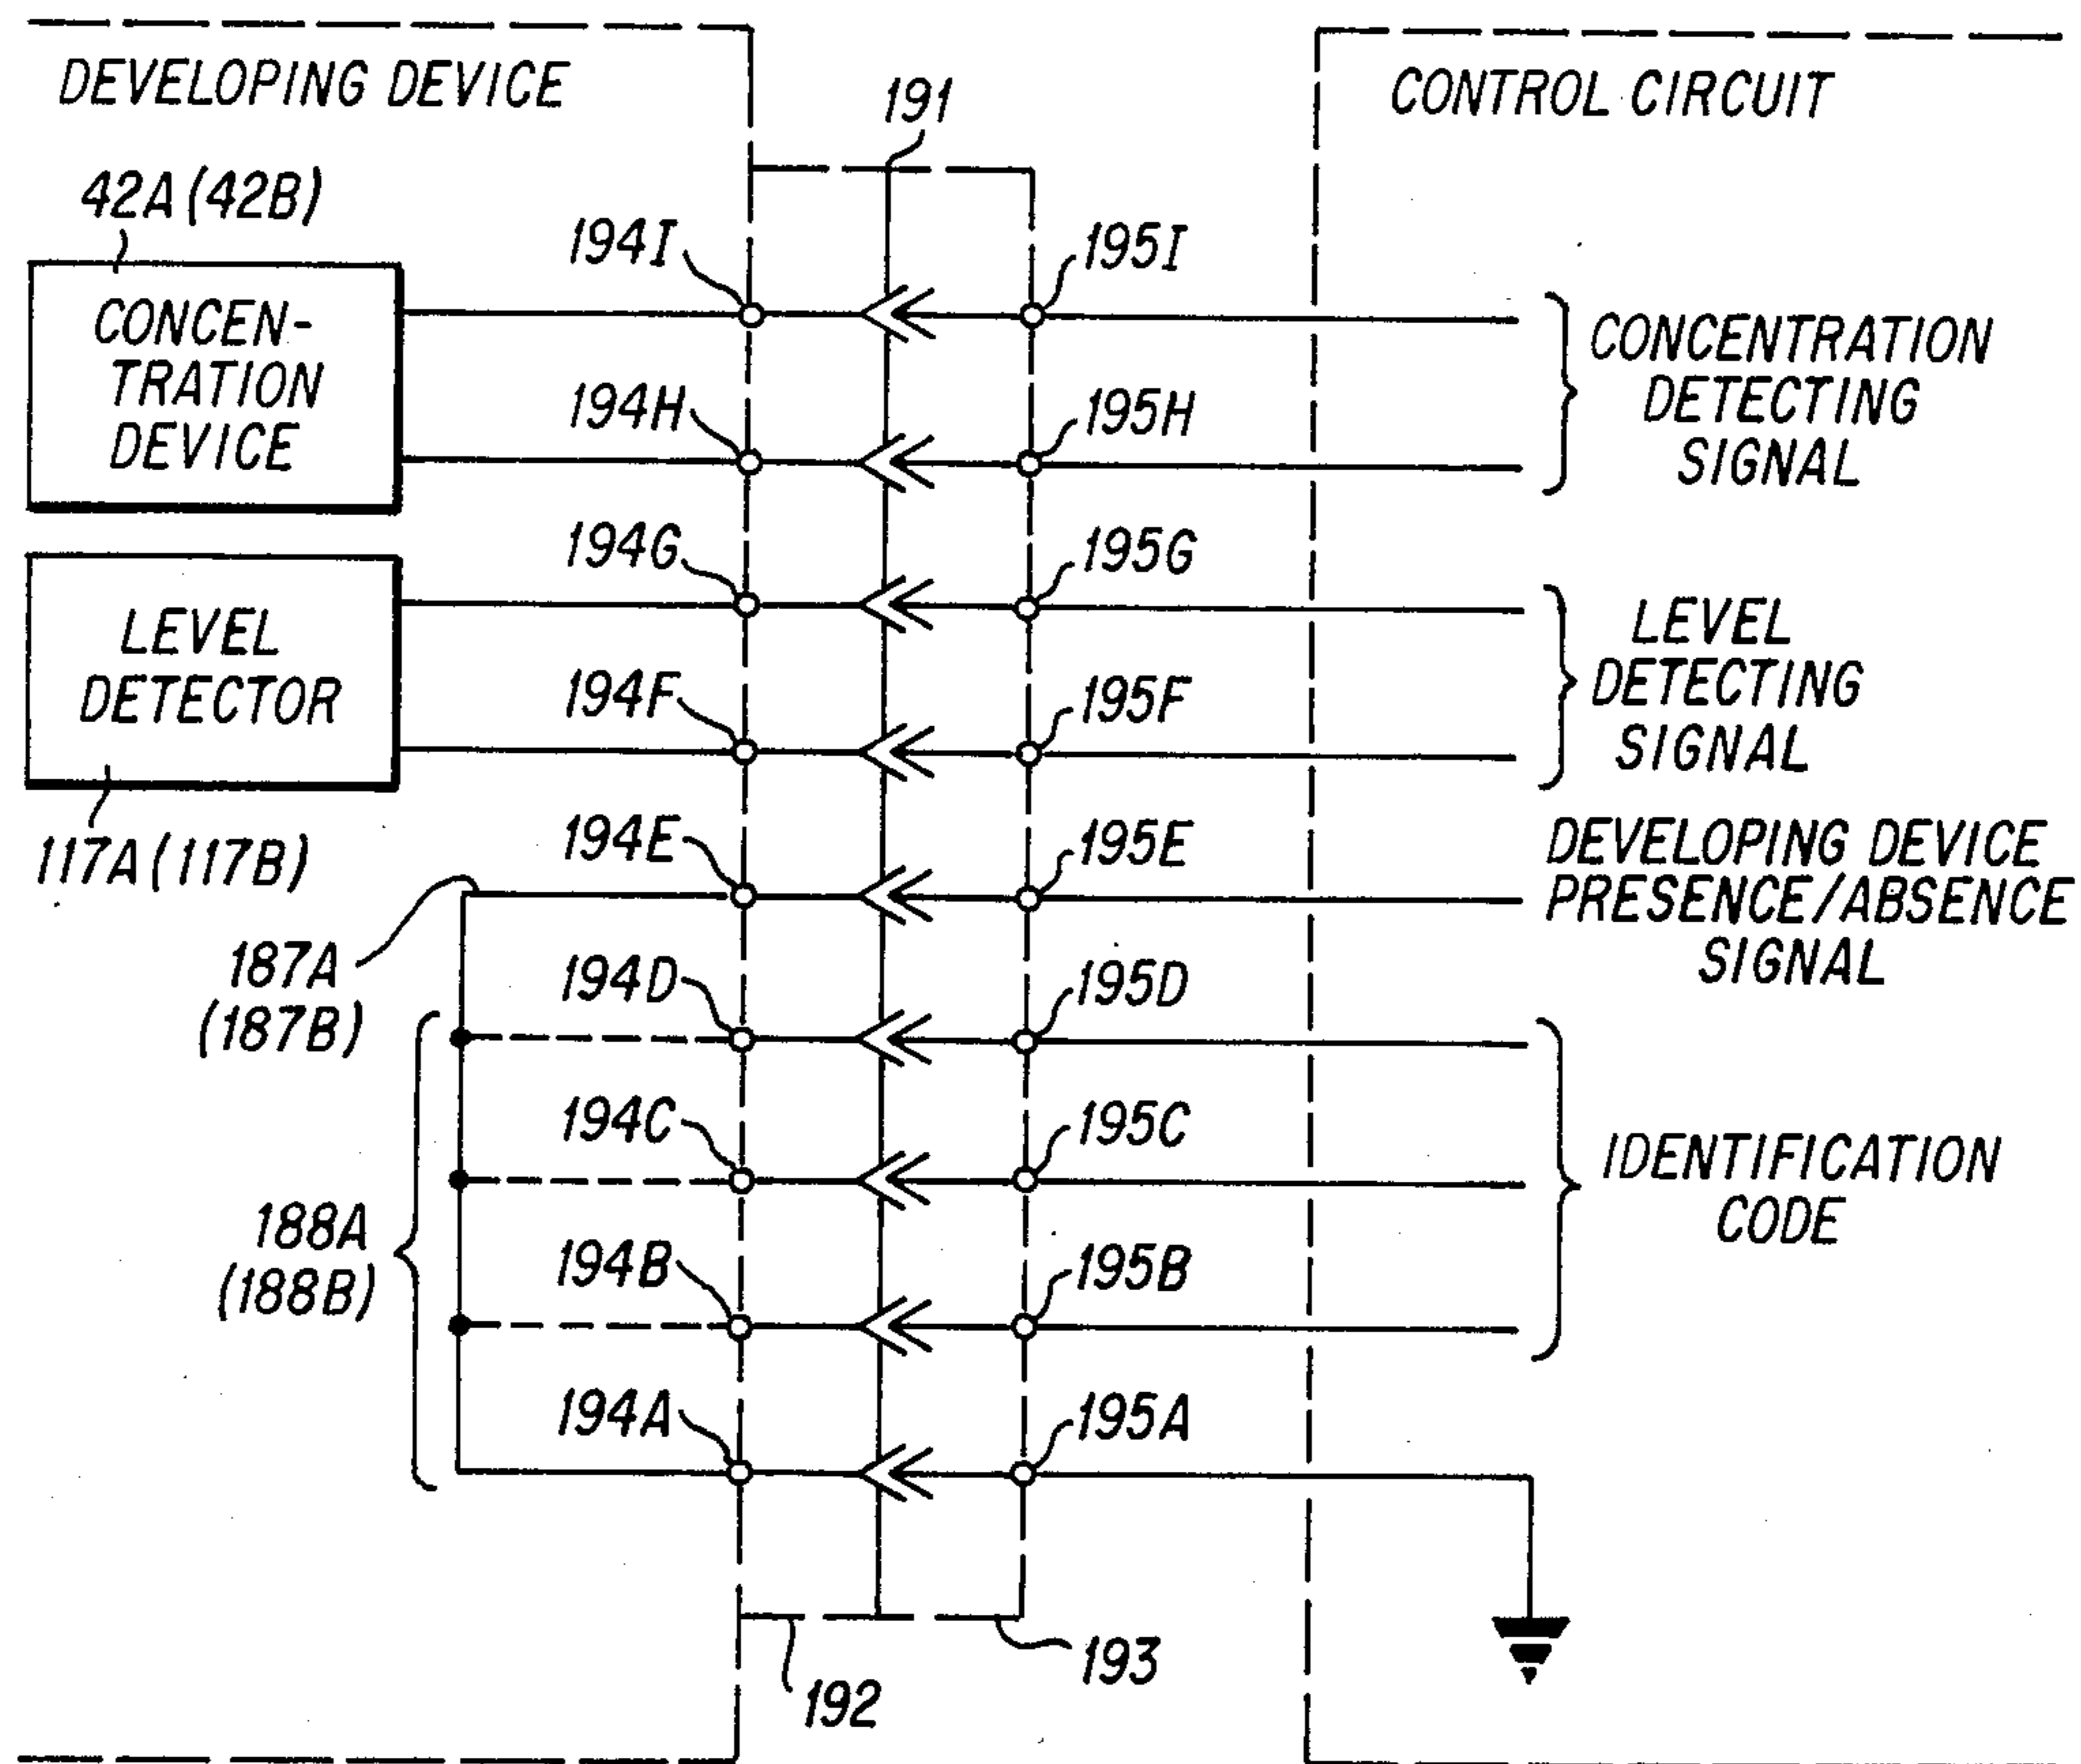 DEVELOPING DEVICE
CONTROL CIRCUIT
191
42A (42B)
CONCEN-
TRATION
DEVICE
194I
195I
194H
195H
CONCENTRATION
DETECTING
SIGNAL
LEVEL
DETECTOR
117A (117B)
194G
195G
194F
195F
LEVEL
DETECTING
SIGNAL
194E
195E
DEVELOPING DEVICE
PRESENCE/ABSENCE
SIGNAL
187A
(187B)
194D
195D
194C
195C
188A
(188B)
194B
195B
IDENTIFICATION
CODE
194A
195A
192
193